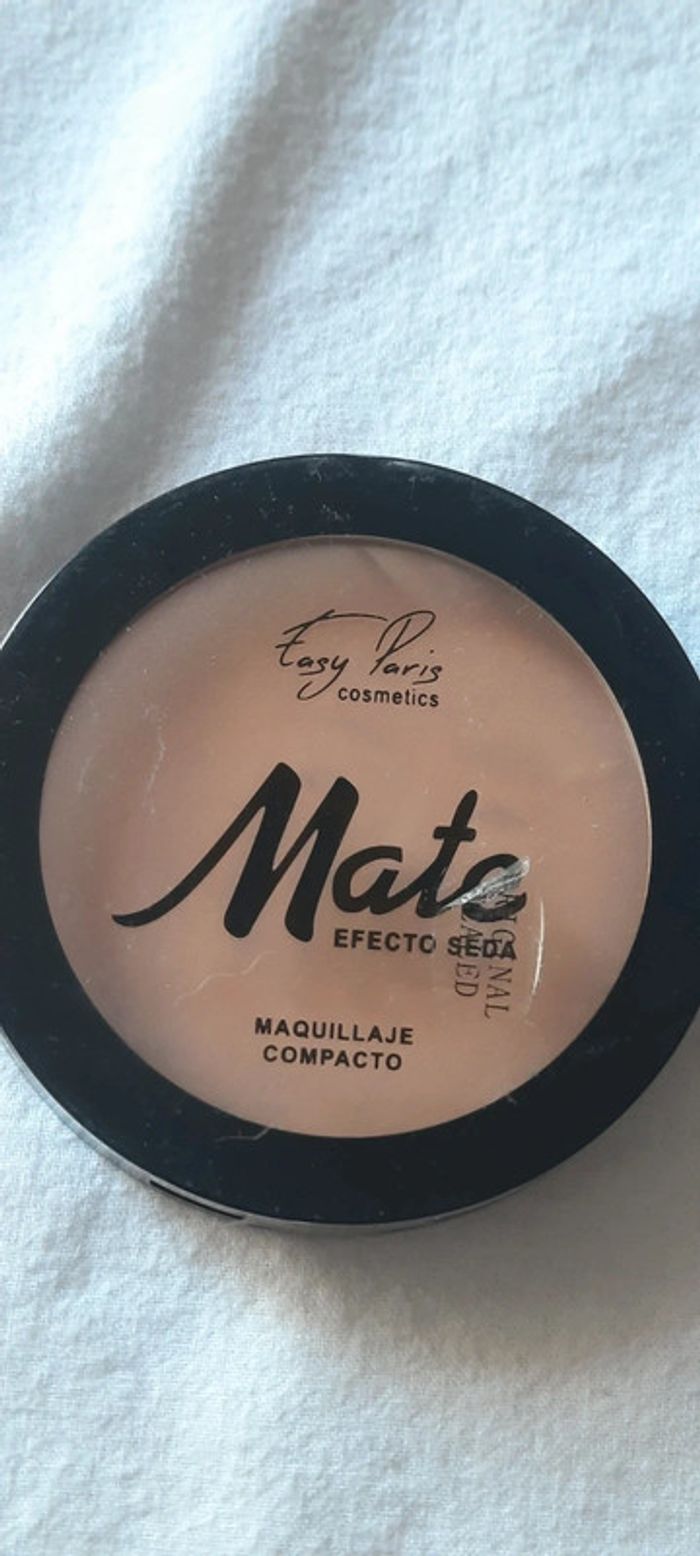 Easy Paris
cosmetics
Mate
EFECTO SEDA
MAQUILLAJE
COMPACTO